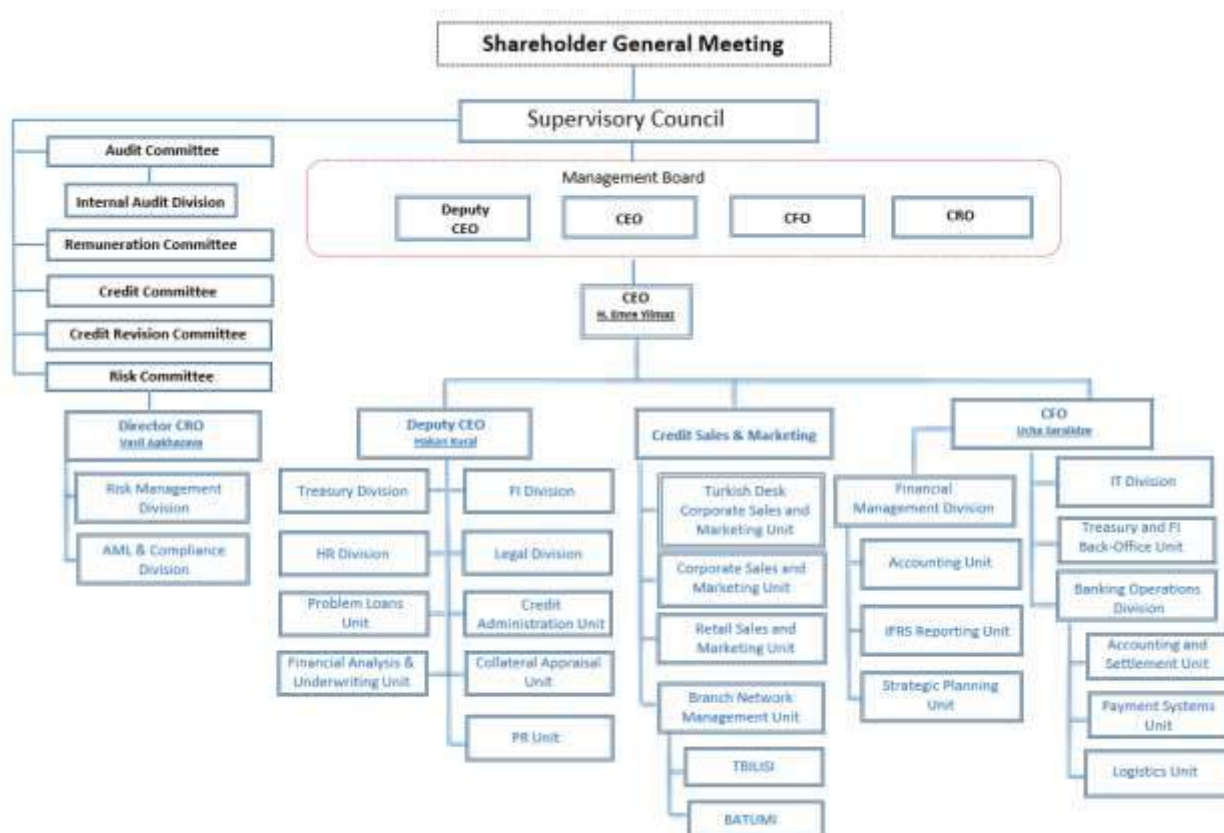 Shareholder General Meeting
Supervisory Council
Audit Committee
Internal Audit Division
Remuneration Committee
Credit Committee
Credit Revision Committee
Risk Committee
Management Board
Deputy
CEO
CEO
CFO
CRO
CEO
H. Emre Yilmaz
Director CRO
Vasil
Risk Management
Division
AML & Compliance
Division
Deputy CEO
Hakan
Treasury Division
FI Division
HR Division
Legal Division
Problem Loans
Unit
Credit
Administration Unit
Financial Analysis &
Underwriting Unit
Collateral Appraisal
Unit
PR Unit
Credit Sales & Marketing
Turkish Desk
Corporate Sales and
Marketing Unit
Corporate Sales and
Marketing Unit
Retail Sales and
Marketing Unit
Branch Network
Management Unit
TBILISI
BATUMI
CFO
Ucha
Financial
Management Division
Accounting Unit
IFRS Reporting Unit
Strategic Planning
Unit
IT Division
Treasury and FI
Back-Office Unit
Banking Operations
Division
Accounting and
Settlement Unit
Payment Systems
Unit
Logistics Unit